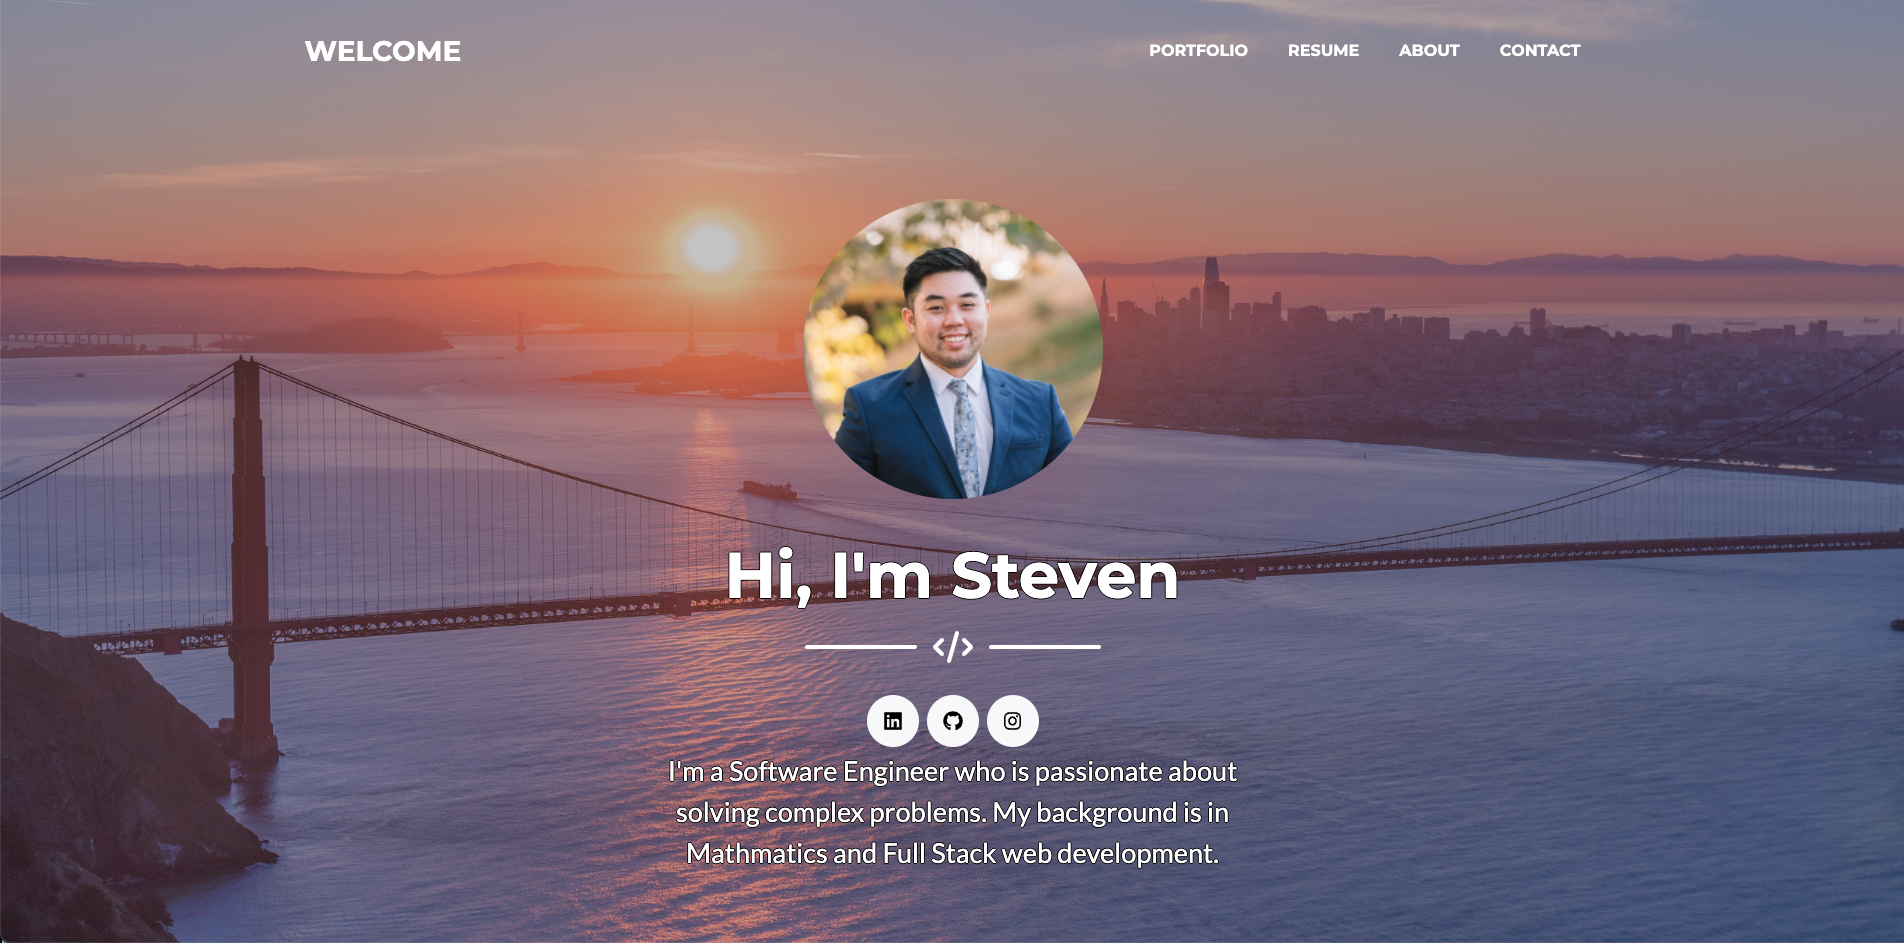 WELCOME
PORTFOLIO RESUME ABOUT CONTACT
Hi, I'm Steven
</>
in
I'm a Software Engineer who is passionate about
solving complex problems. My background is in
Mathmatics and Full Stack web development.